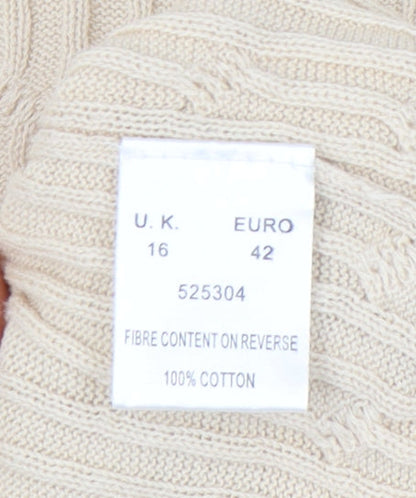 U. K. EURO
16 42
525304
FIBRE CONTENT ON REVERSE
100% COTTON